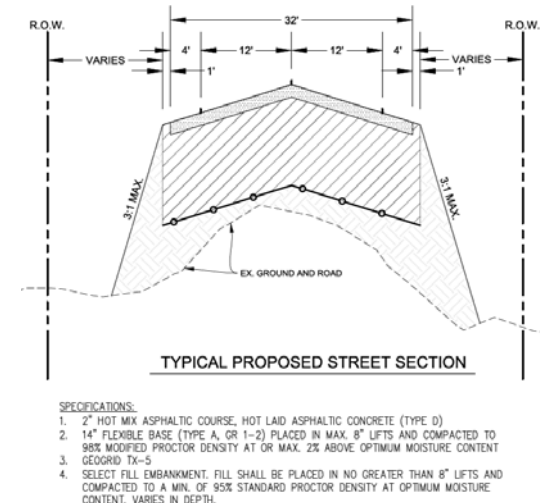 32'
R.O.W. R.O.W.
4' 12' 12' 4'
VARIES VARIES
1' 1'
3:1 MAX. 3:1 MAX.
EX. GROUND AND ROAD
TYPICAL PROPOSED STREET SECTION
SPECIFICATIONS:
1. 2" HOT MIX ASPHALTIC COURSE, HOT LAID ASPHALTIC CONCRETE (TYPE D)
2. 14" FLEXIBLE BASE (TYPE A, GR 1-2) PLACED IN MAX. 8" LIFTS AND COMPACTED TO
98% MODIFIED PROCTOR DENSITY AT OR MAX. 2% ABOVE OPTIMUM MOISTURE CONTENT
3. GEOGRID TX-5
4. SELECT FILL EMBANKMENT. FILL SHALL BE PLACED IN NO GREATER THAN 8" LIFTS AND
COMPACTED TO A MIN. OF 95% STANDARD PROCTOR DENSITY AT OPTIMUM MOISTURE
CONTENT. VARIES IN DEPTH.